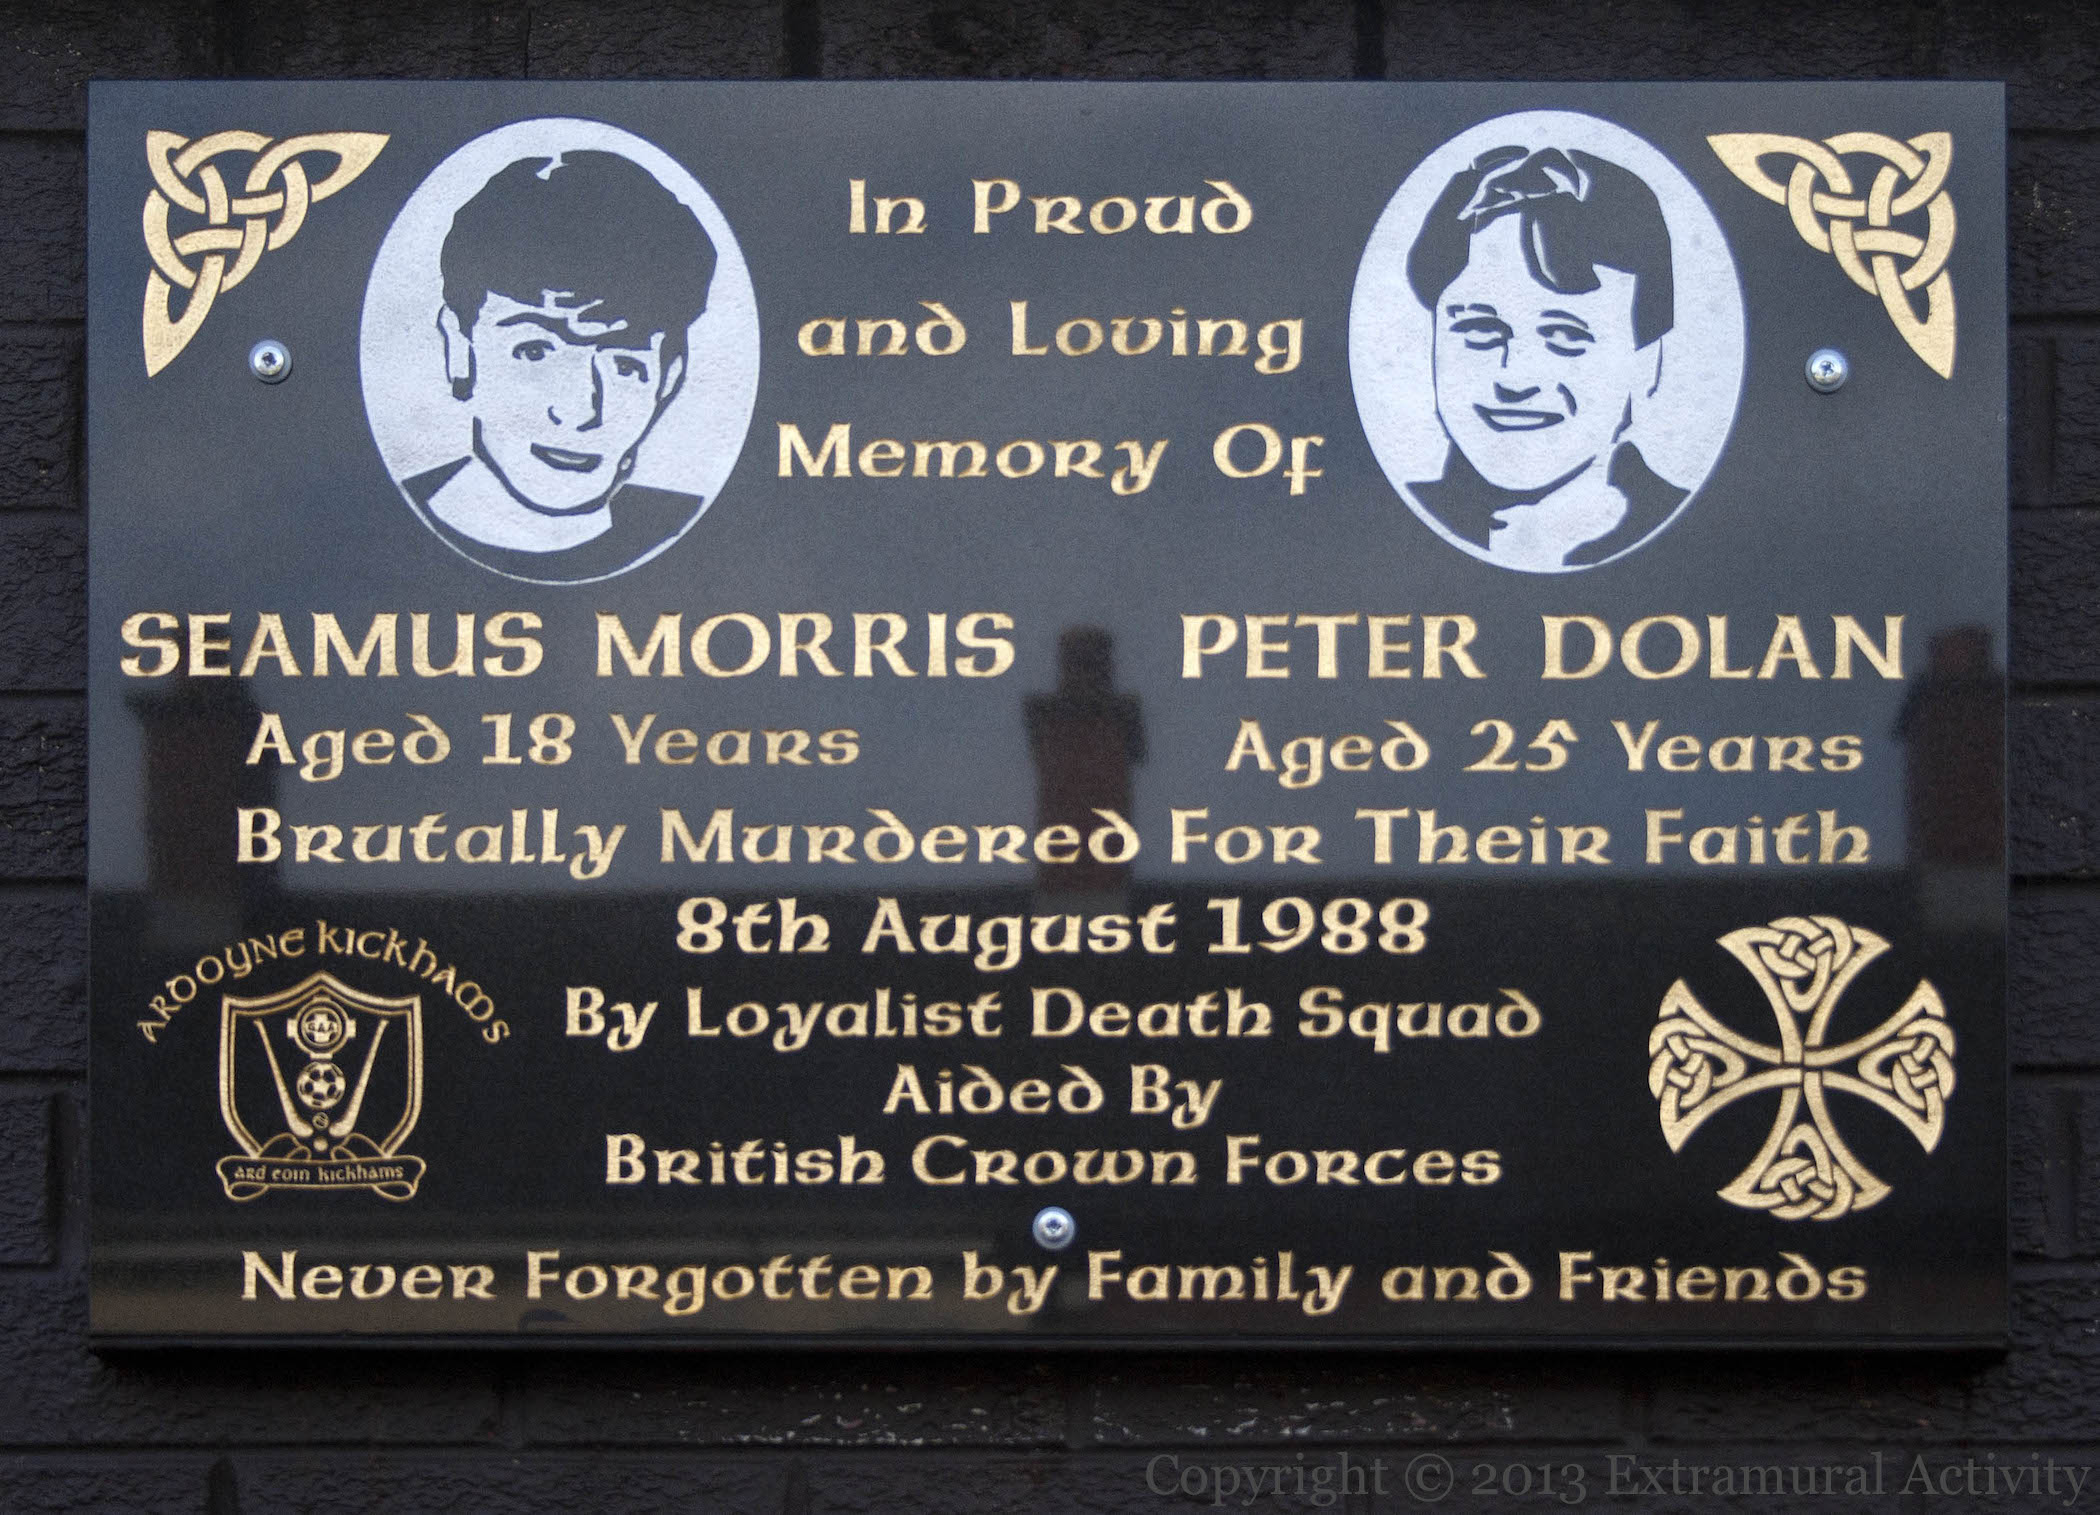 In Proud
and Loving
Memory Of
SEAMUS MORRIS
Aged 18 Years
PETER DOLAN
Aged 25 Years
Brutally Murdered For Their Faith
8th August 1988
By Loyalist Death Squad
Aided By
British Crown Forces
ARDOYNE KICKHAMS
GAA
ard eoin kickhams
Never Forgotten by Family and Friends
Copyright © 2013 Extramural Activity